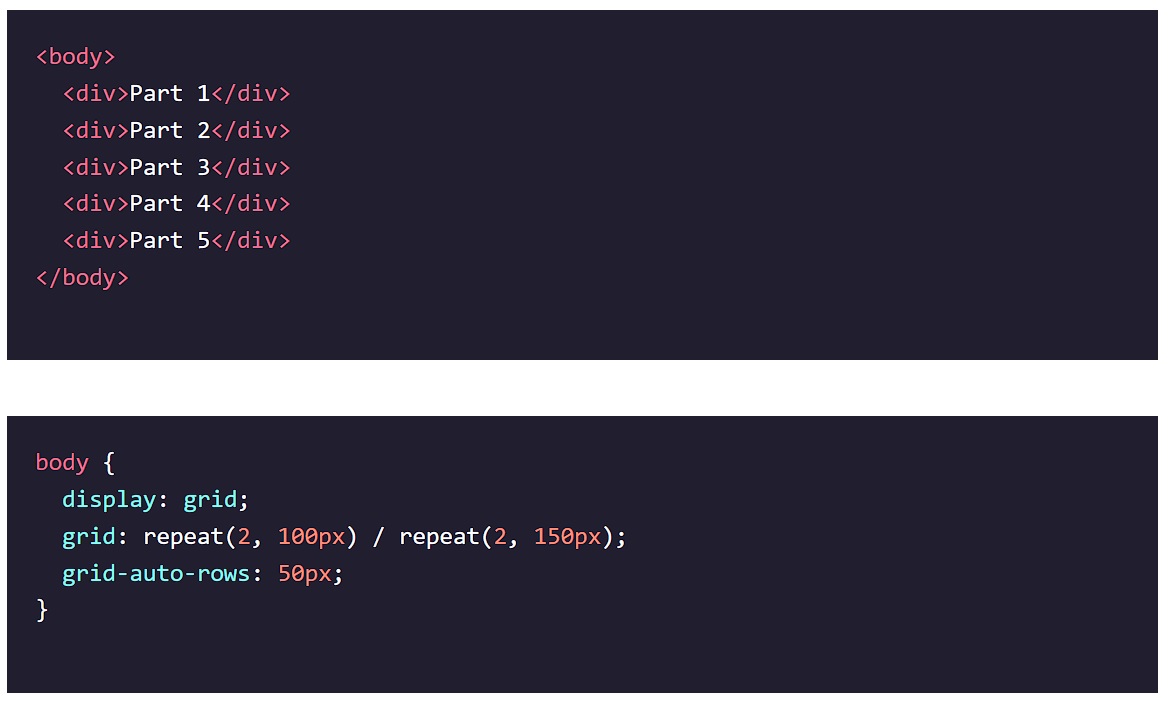 <body>
  <div>Part 1</div>
  <div>Part 2</div>
  <div>Part 3</div>
  <div>Part 4</div>
  <div>Part 5</div>
</body>
body {
  display: grid;
  grid: repeat(2, 100px) / repeat(2, 150px);
  grid-auto-rows: 50px;
}